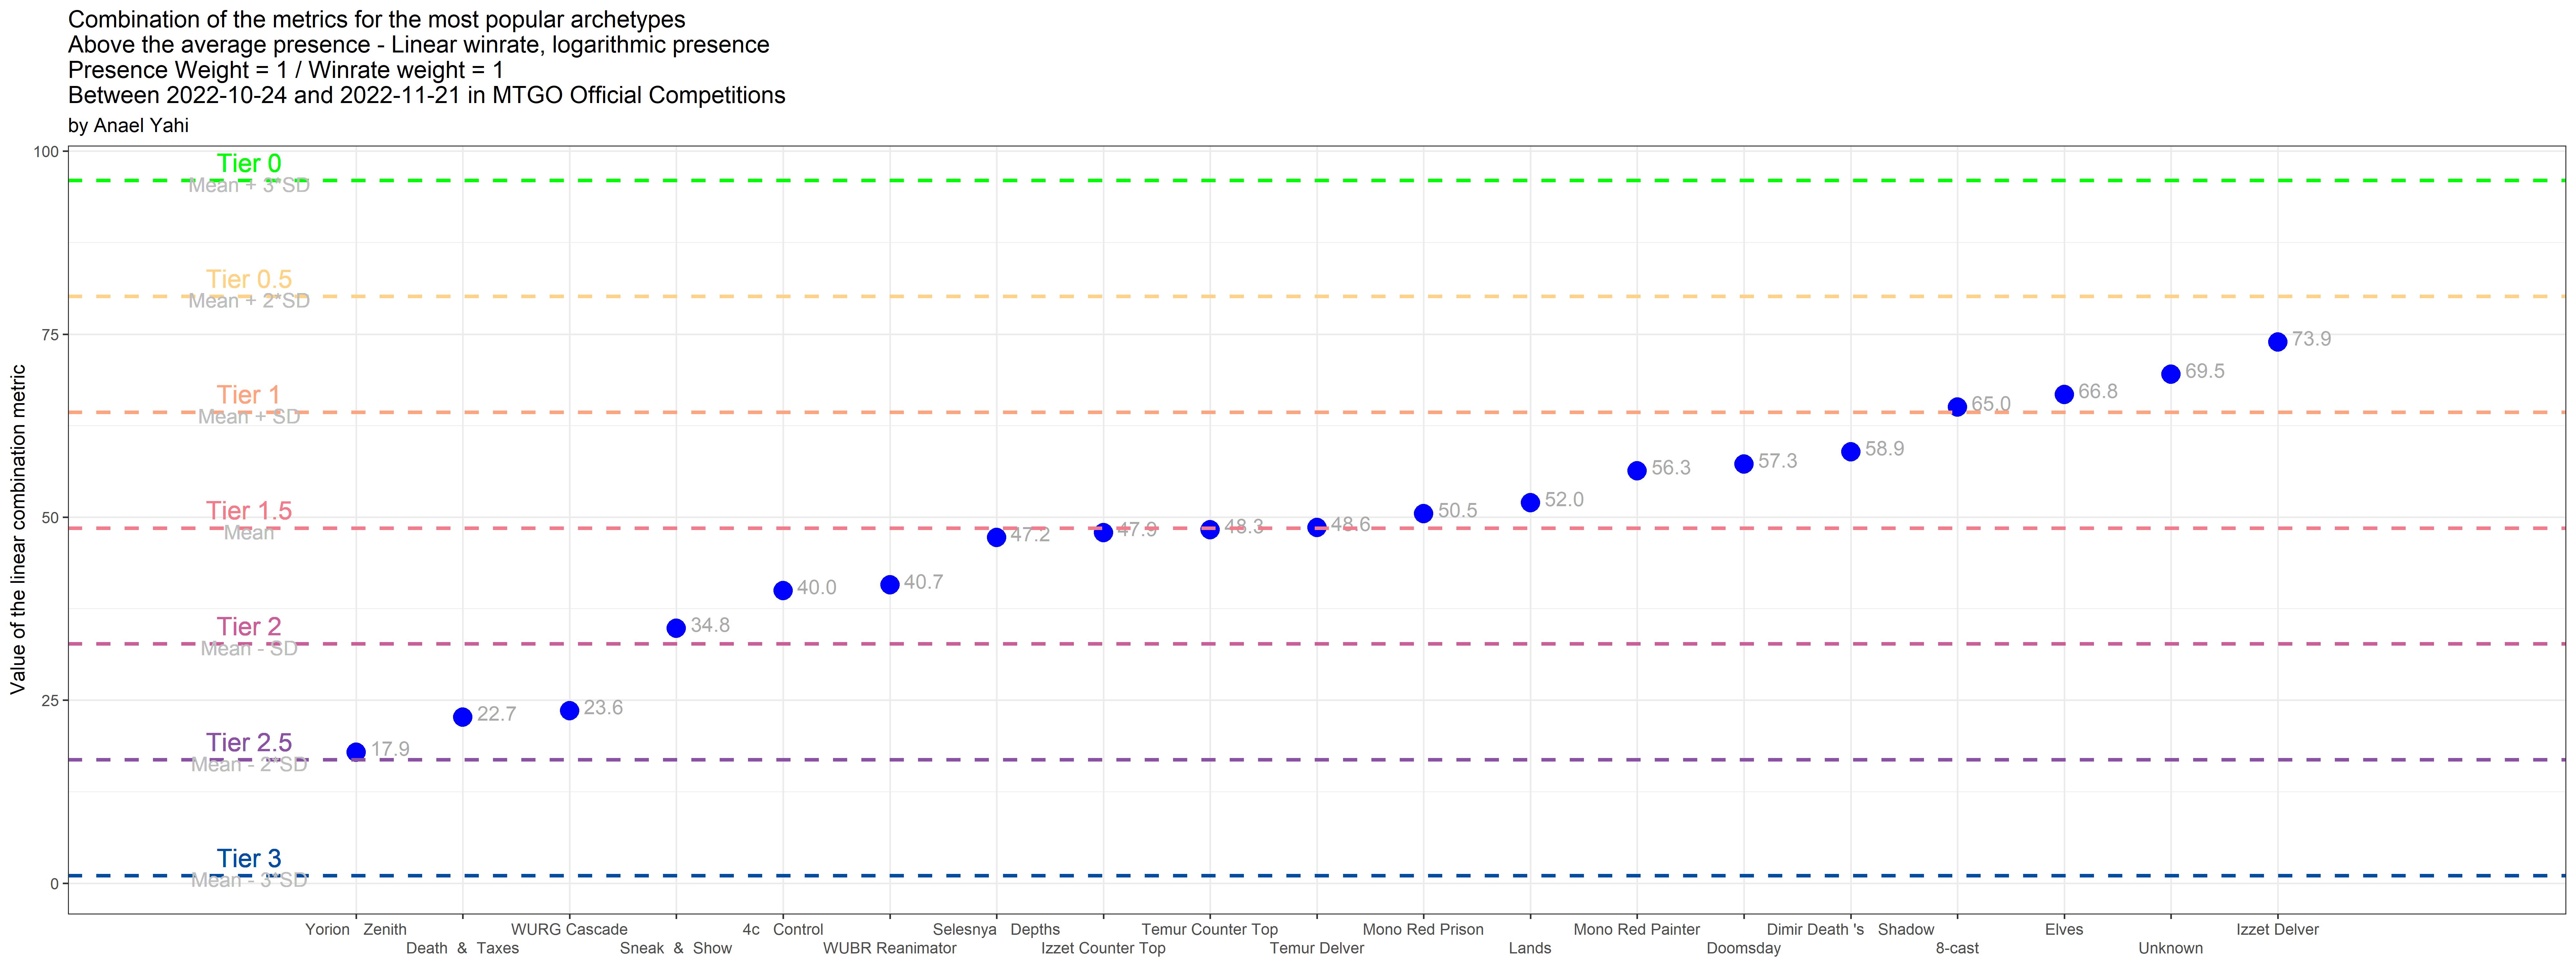 Combination of the metrics for the most popular archetypes
Above the average presence - Linear winrate, logarithmic presence
Presence Weight = 1 / Winrate weight = 1
Between 2022-10-24 and 2022-11-21 in MTGO Official Competitions
by Anael Yahi
Value of the linear combination metric
100
75
50
25
0
Tier 0
Mean + 3*SD
Tier 0.5
Mean + 2*SD
Tier 1
Mean + SD
Tier 1.5
Mean
Tier 2
Mean - SD
Tier 2.5
Mean - 2*SD
Tier 3
Mean - 3*SD
17.9
22.7
23.6
34.8
40.0
40.7
47.2
47.9
48.3
48.6
50.5
52.0
56.3
57.3
58.9
65.0
66.8
69.5
73.9
Yorion Zenith
Death & Taxes
WURG Cascade
Sneak & Show
4c Control
WUBR Reanimator
Selesnya Depths
Izzet Counter Top
Temur Counter Top
Temur Delver
Mono Red Prison
Lands
Mono Red Painter
Doomsday
Dimir Death's Shadow
8-cast
Elves
Unknown
Izzet Delver